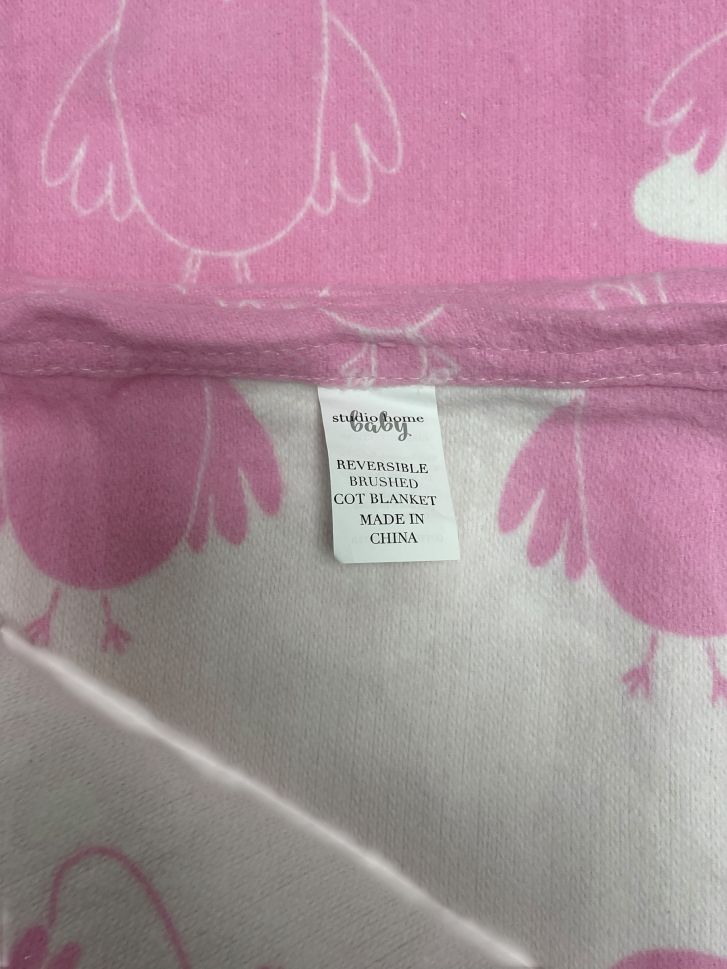 studio home
baby
REVERSIBLE
BRUSHED
COT BLANKET
MADE IN
CHINA